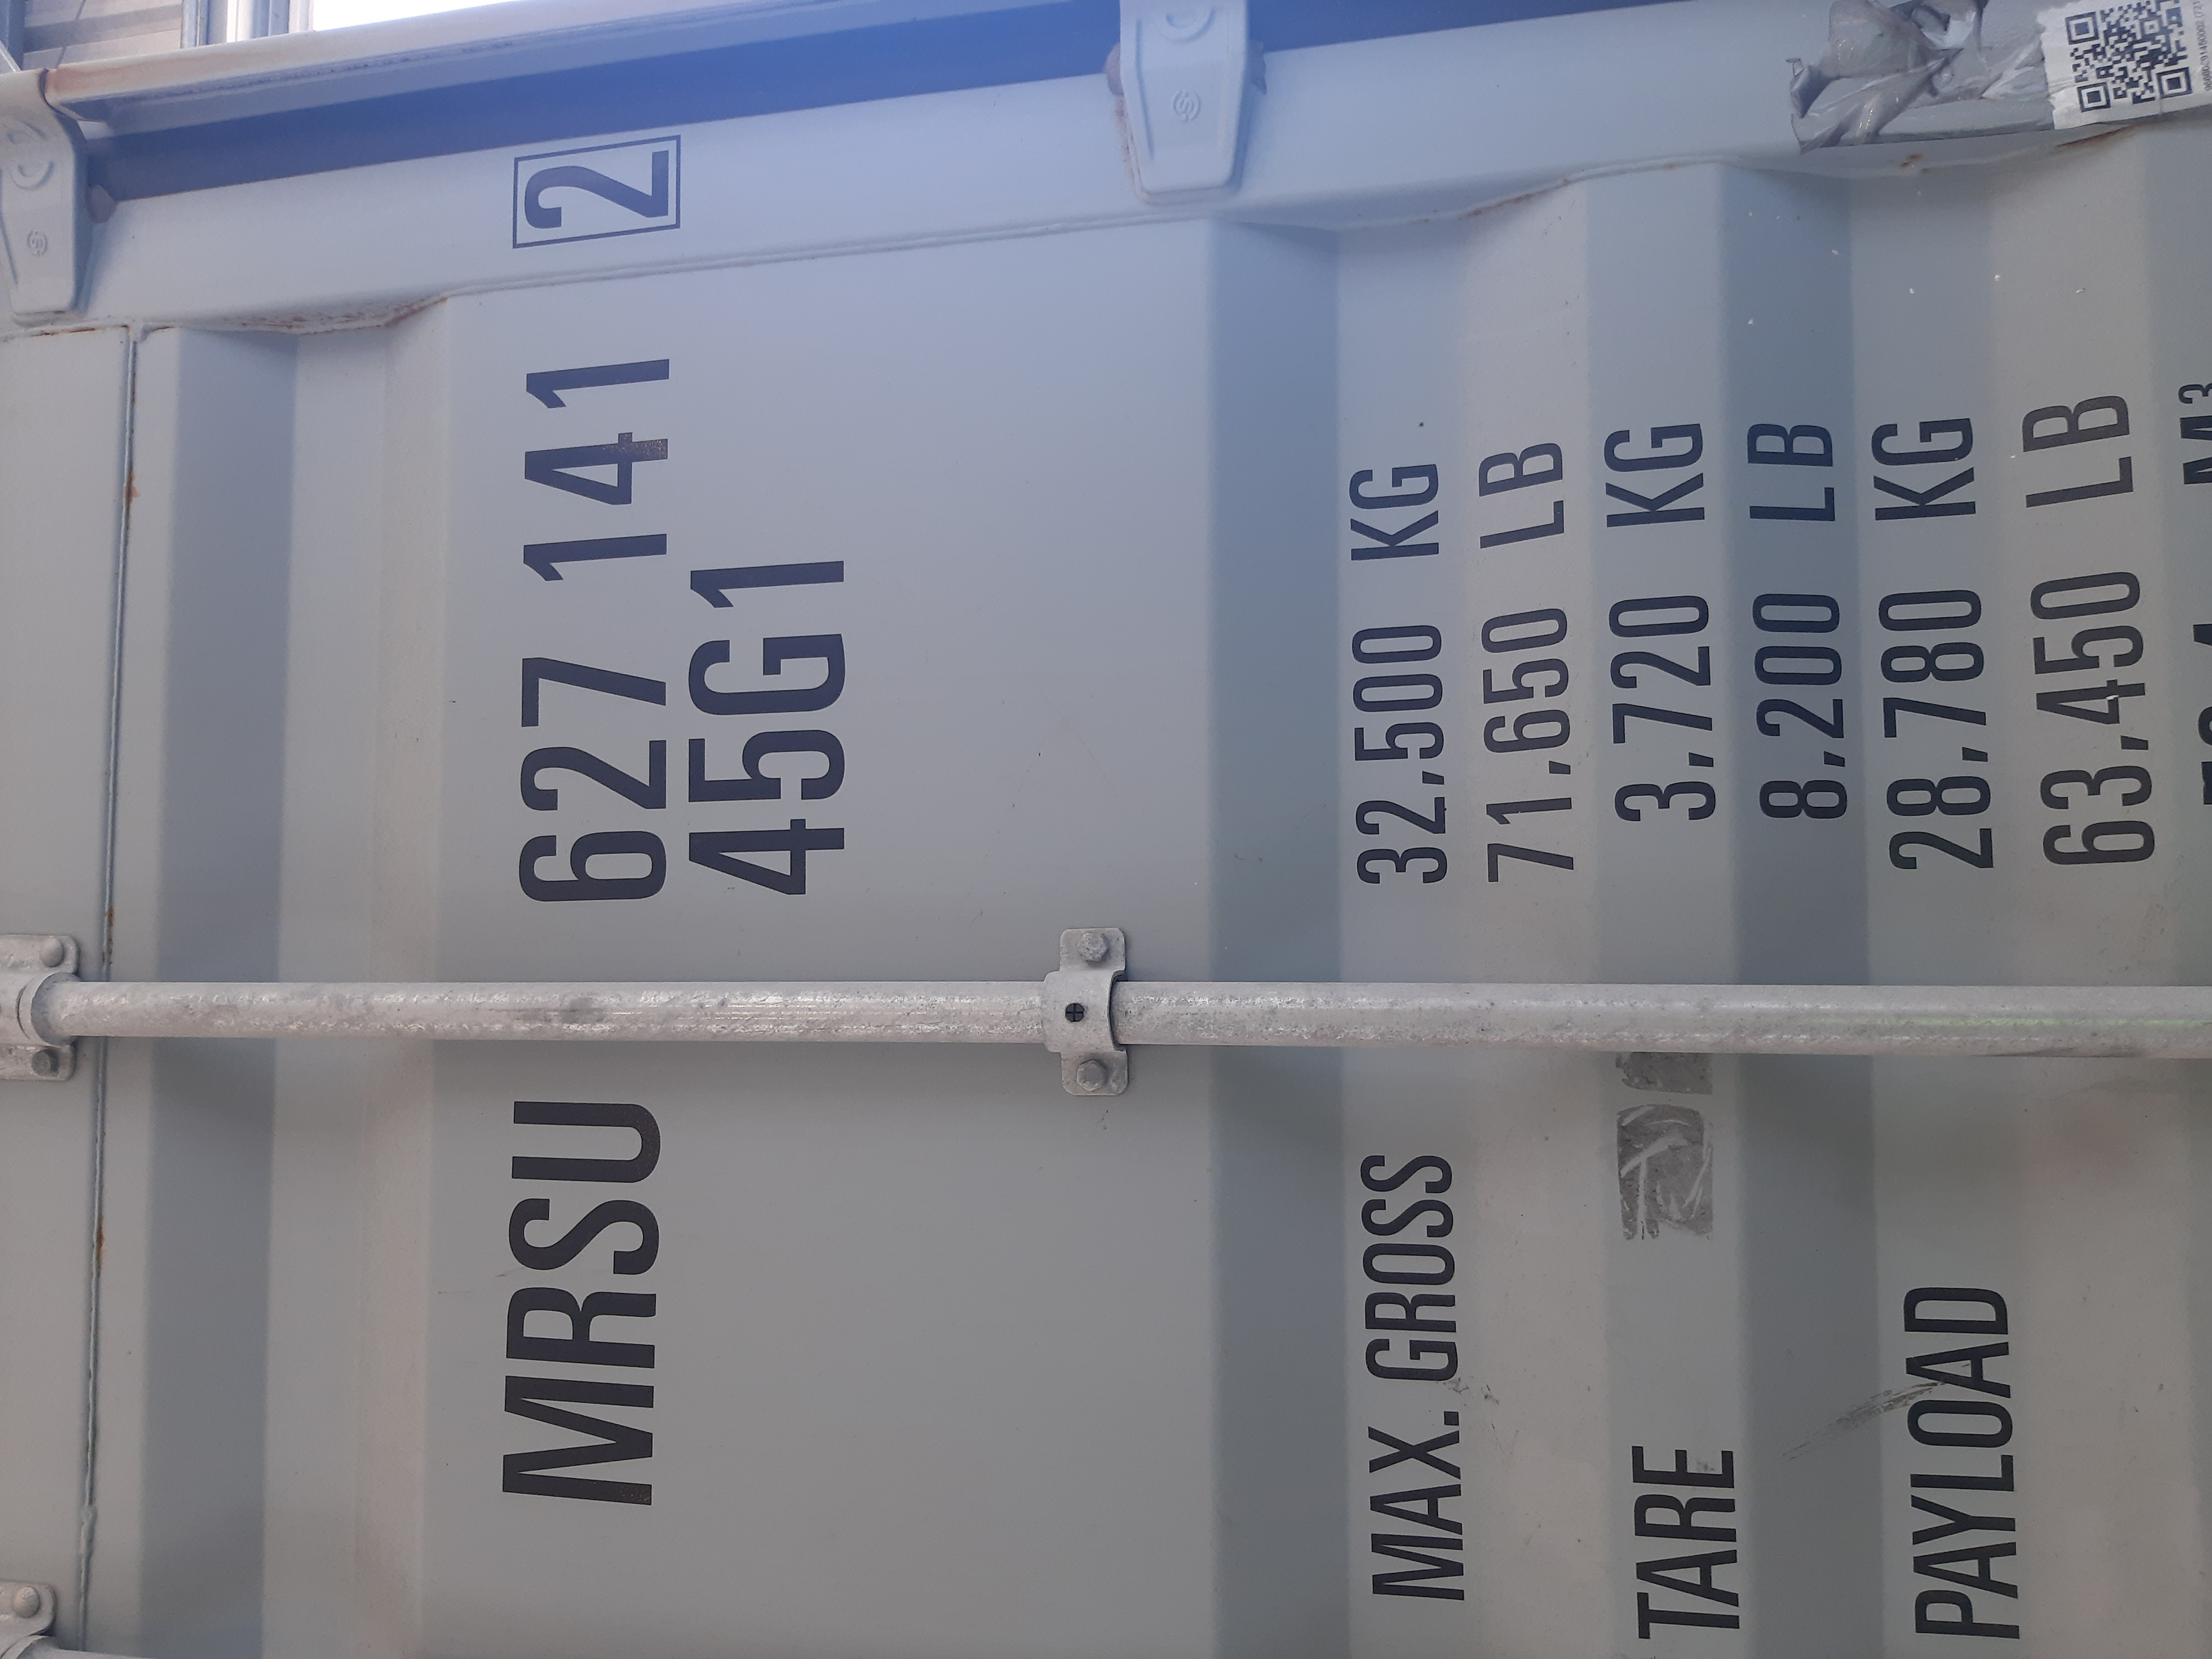 MRSU 627 141 2
45G1
MAX. GROSS 32,500 KG
71,650 LB
TARE 3,720 KG
8,200 LB
PAYLOAD 28,780 KG
63,450 LB